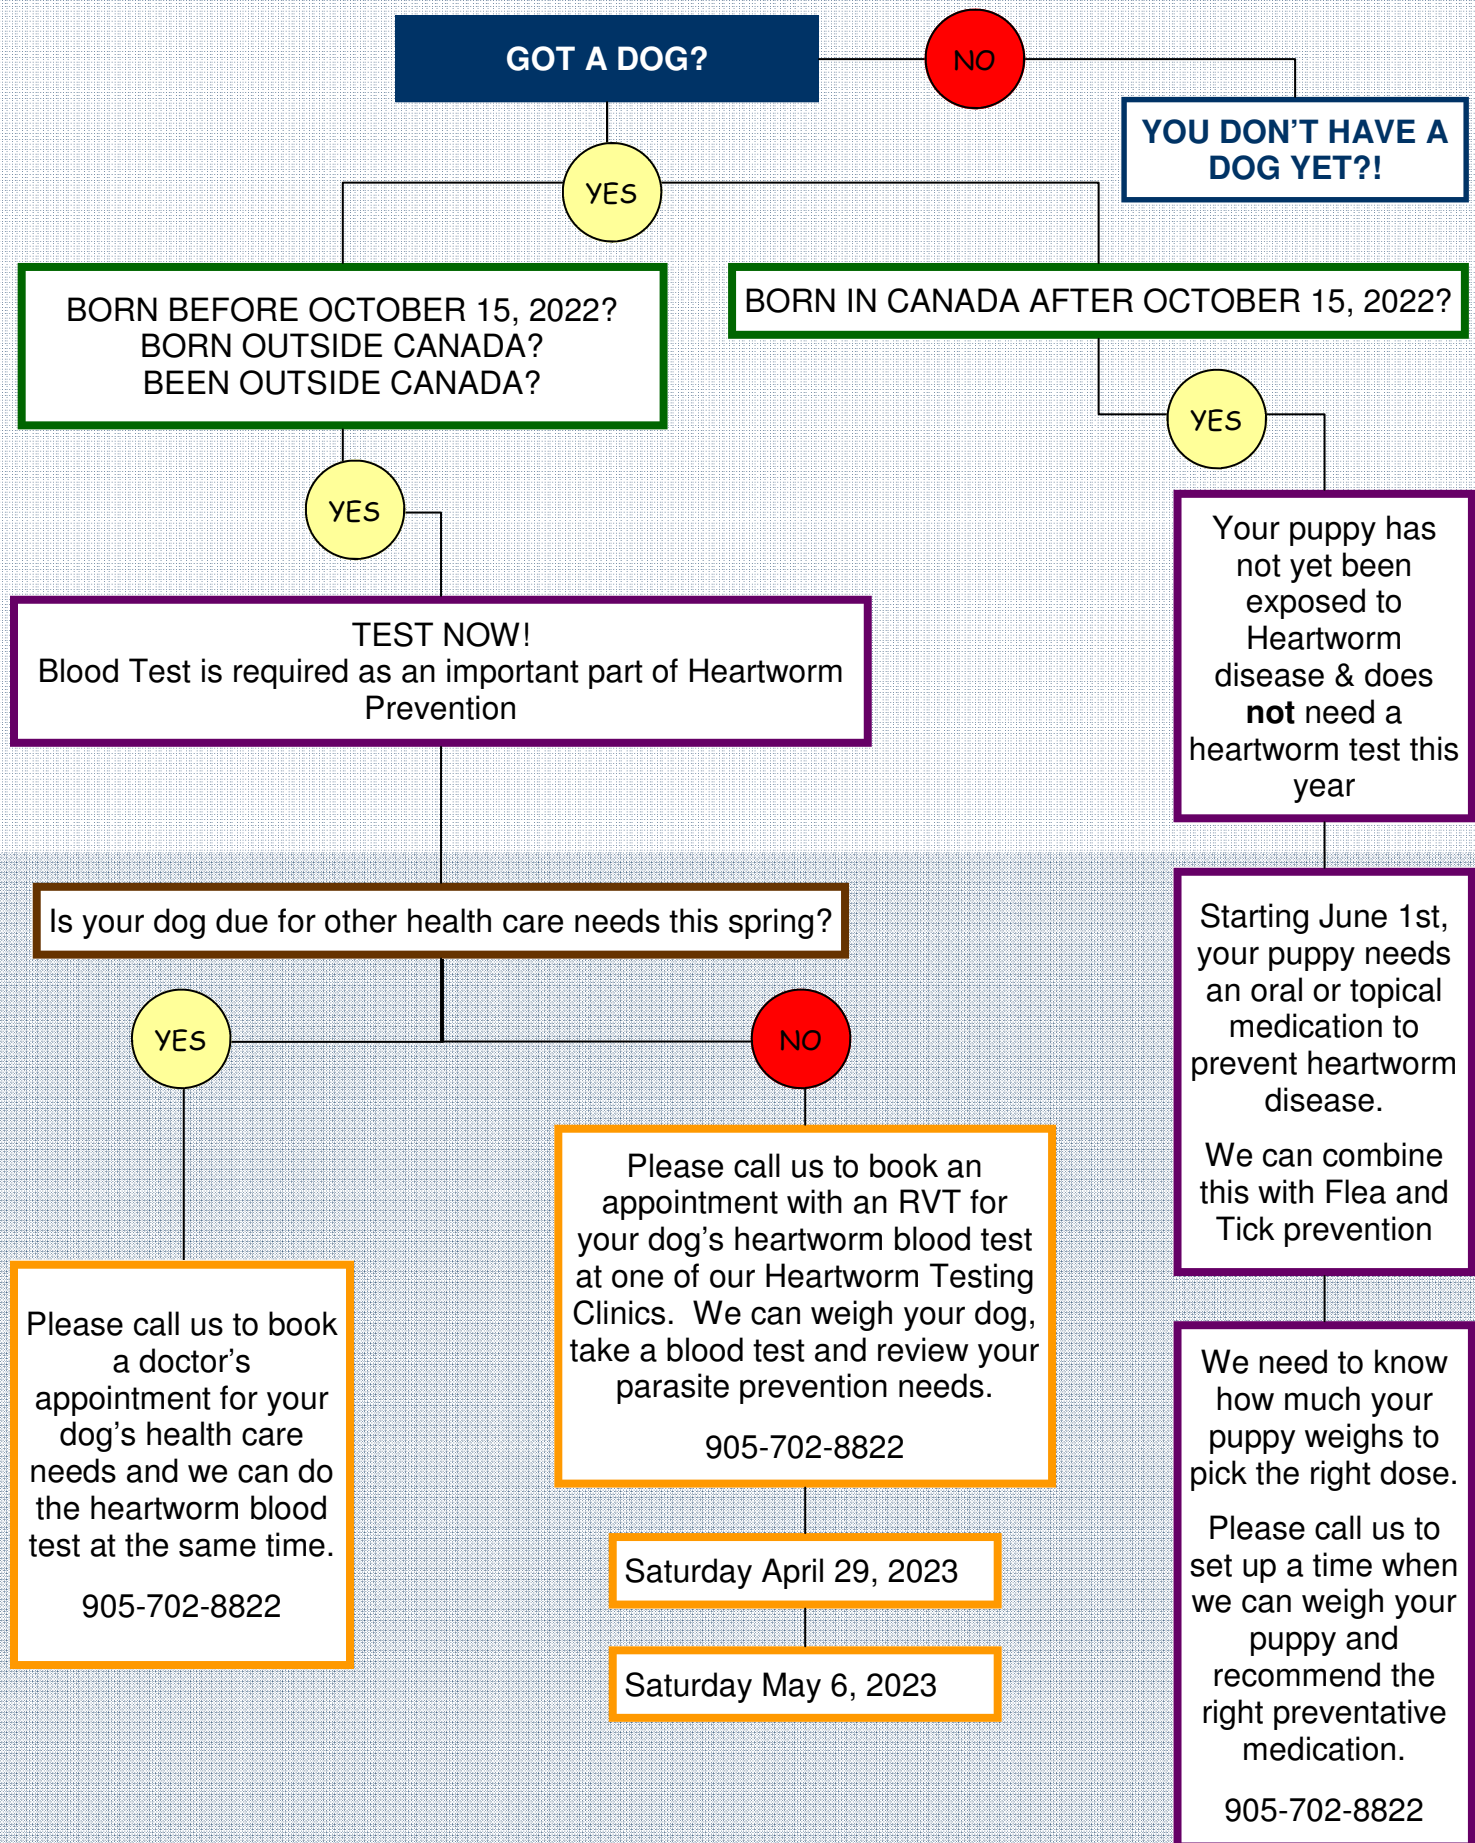 GOT A DOG?
NO
YOU DON'T HAVE A
DOG YET?!
YES
BORN BEFORE OCTOBER 15, 2022?
BORN OUTSIDE CANADA?
BEEN OUTSIDE CANADA?
BORN IN CANADA AFTER OCTOBER 15, 2022?
YES
YES
TEST NOW!
Blood Test is required as an important part of Heartworm
Prevention
Your puppy has
not yet been
exposed to
Heartworm
disease & does
not need a
heartworm test this
year
Is your dog due for other health care needs this spring?
YES
NO
Starting June 1st,
your puppy needs
an oral or topical
medication to
prevent heartworm
disease.
We can combine
this with Flea and
Tick prevention
Please call us to book
a doctor's
appointment for your
dog's health care
needs and we can do
the heartworm blood
test at the same time.
905-702-8822
Please call us to book an
appointment with an RVT for
your dog's heartworm blood test
at one of our Heartworm Testing
Clinics.  We can weigh your dog,
take a blood test and review your
parasite prevention needs.
905-702-8822
Saturday April 29, 2023
Saturday May 6, 2023
We need to know
how much your
puppy weighs to
pick the right dose.
Please call us to
set up a time when
we can weigh your
puppy and
recommend the
right preventative
medication.
905-702-8822